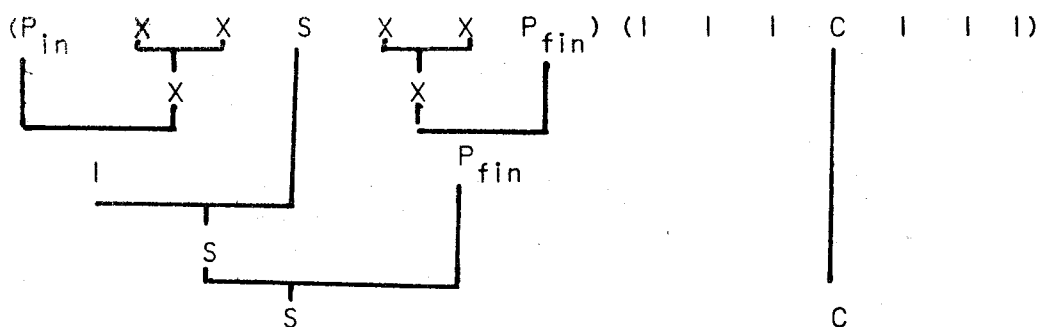 (P_in X X S X X P_fin) (I I I C I I I)
X X
I P_fin
S
S C